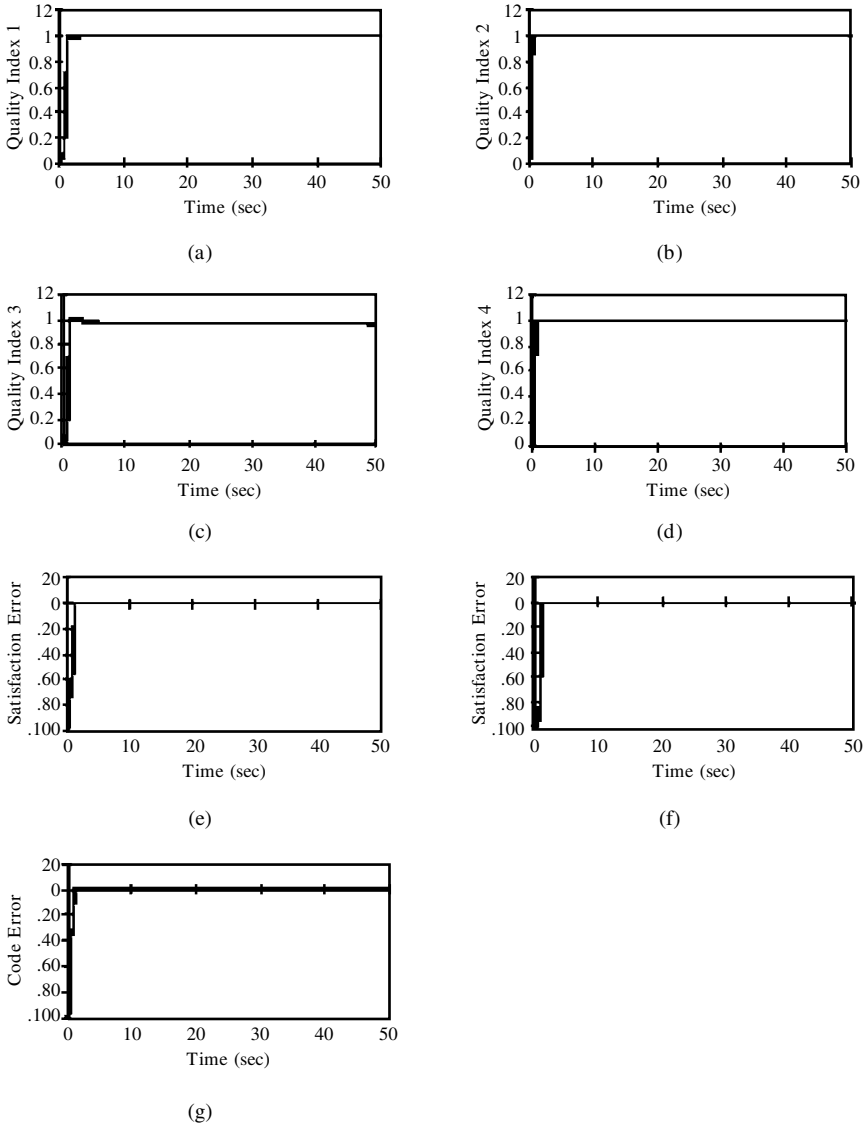 12
1
0.8
0.6
0.4
0.2
0
Quality Index 1
0 10 20 30 40 50
Time (sec)
(a)
12
1
0.8
0.6
0.4
0.2
0
Quality Index 2
0 10 20 30 40 50
Time (sec)
(b)
12
1
0.8
0.6
0.4
0.2
0
Quality Index 3
0 10 20 30 40 50
Time (sec)
(c)
12
1
0.8
0.6
0.4
0.2
0
Quality Index 4
0 10 20 30 40 50
Time (sec)
(d)
20
0
.20
.40
.60
.80
.100
Satisfaction Error
0 10 20 30 40 50
Time (sec)
(e)
20
0
.20
.40
.60
.80
.100
Satisfaction Error
0 10 20 30 40 50
Time (sec)
(f)
20
0
.20
.40
.60
.80
.100
Code Error
0 10 20 30 40 50
Time (sec)
(g)